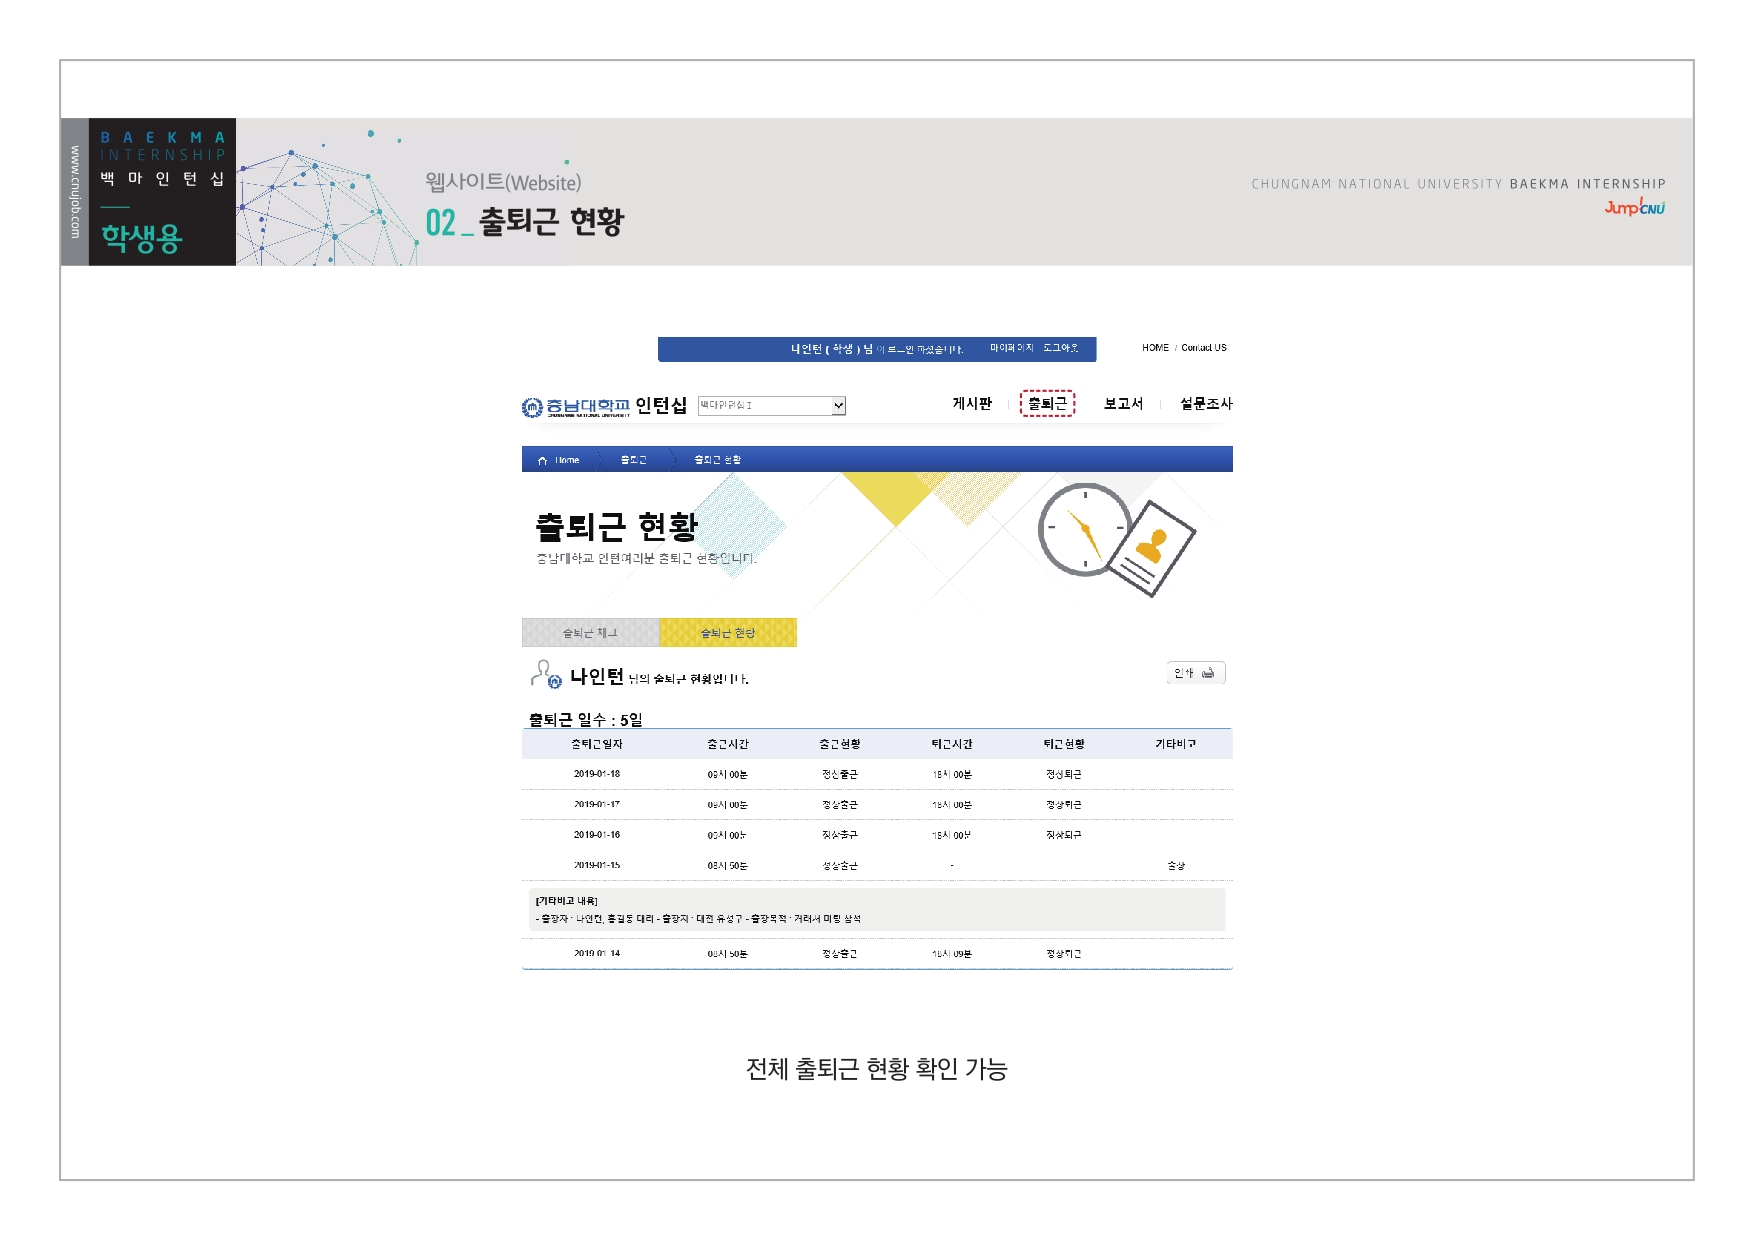 www.cnujob.com
BAEKMA
INTERNSHIP
백마인턴십
학생용
웹사이트(Website)
02_출퇴근 현황
CHUNGNAM NATIONAL UNIVERSITY BAEKMA INTERNSHIP
Jump!CNU
나인턴 ( 학생 ) 님 이 로그인 하셨습니다. 마이페이지 로그아웃
HOME / Contact US
충남대학교 인턴십 백마인턴십 I
CHUNGNAM NATIONAL UNIVERSITY
게시판 출퇴근 보고서 설문조사
Home 출퇴근 출퇴근 현황
출퇴근 현황
충남대학교 인턴여러분 출퇴근 현황입니다.
출퇴근 체크 출퇴근 현황
나인턴 님의 출퇴근 현황입니다.
인쇄
출퇴근 일수 : 5일
출퇴근일자 출근시간 출근현황 퇴근시간 퇴근현황 기타비고
2019-01-18 09시 00분 정상출근 18시 00분 정상퇴근
2019-01-17 09시 00분 정상출근 18시 00분 정상퇴근
2019-01-16 09시 00분 정상출근 18시 00분 정상퇴근
2019-01-15 08시 50분 정상출근 - 출장
[기타비고 내용]
- 출장자 : 나인턴, 홍길동 대리 - 출장지 : 대전 유성구 - 출장목적 : 거래처 미팅 참석
2019-01-14 08시 50분 정상출근 18시 09분 정상퇴근
전체 출퇴근 현황 확인 가능